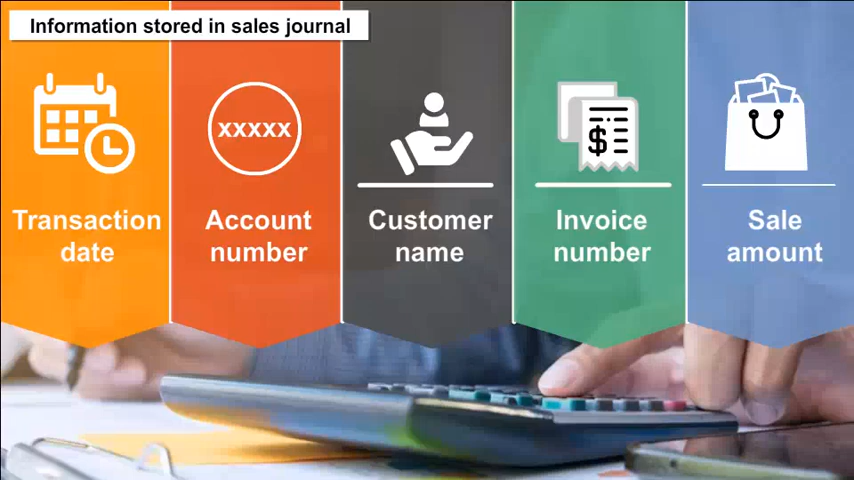 Information stored in sales journal
xxxxx
$
Transaction
date
Account
number
Customer
name
Invoice
number
Sale
amount